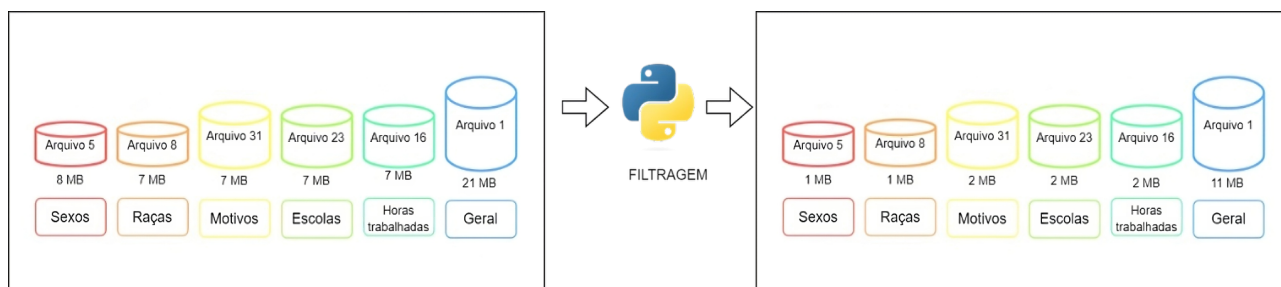 Arquivo 5
Arquivo 8
Arquivo 31
Arquivo 23
Arquivo 16
Arquivo 1
8 MB
7 MB
7 MB
7 MB
7 MB
21 MB
Sexos
Raças
Motivos
Escolas
Horas
trabalhadas
Geral
FILTRAGEM
Arquivo 5
Arquivo 8
Arquivo 31
Arquivo 23
Arquivo 16
Arquivo 1
1 MB
1 MB
2 MB
2 MB
2 MB
11 MB
Sexos
Raças
Motivos
Escolas
Horas
trabalhadas
Geral